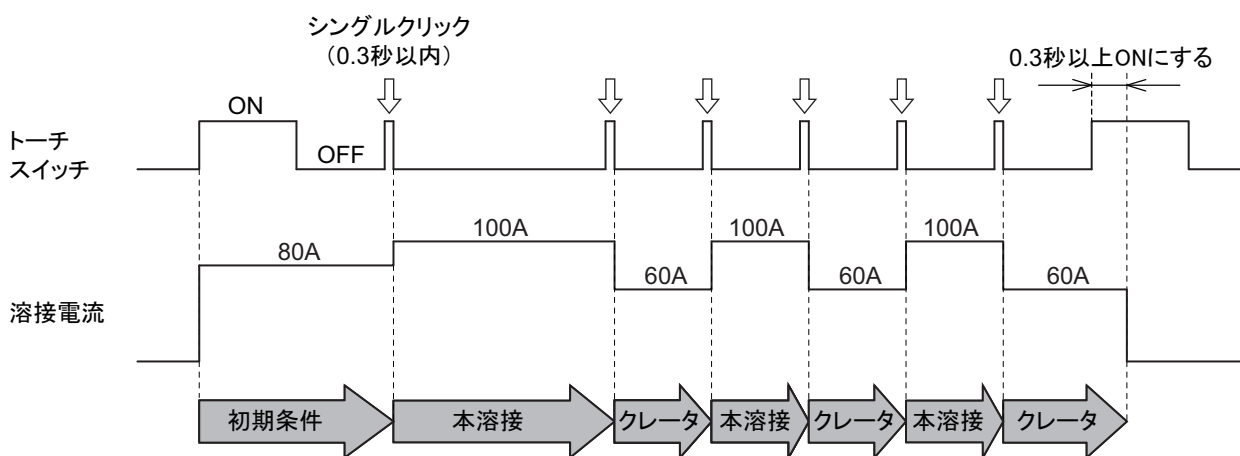 シングルクリック
（0.3秒以内）
0.3秒以上ONにする
ON
トーチ
スイッチ
OFF
100A
100A
100A
80A
60A
60A
60A
溶接電流
初期条件
本溶接
クレータ
本溶接
クレータ
本溶接
クレータ